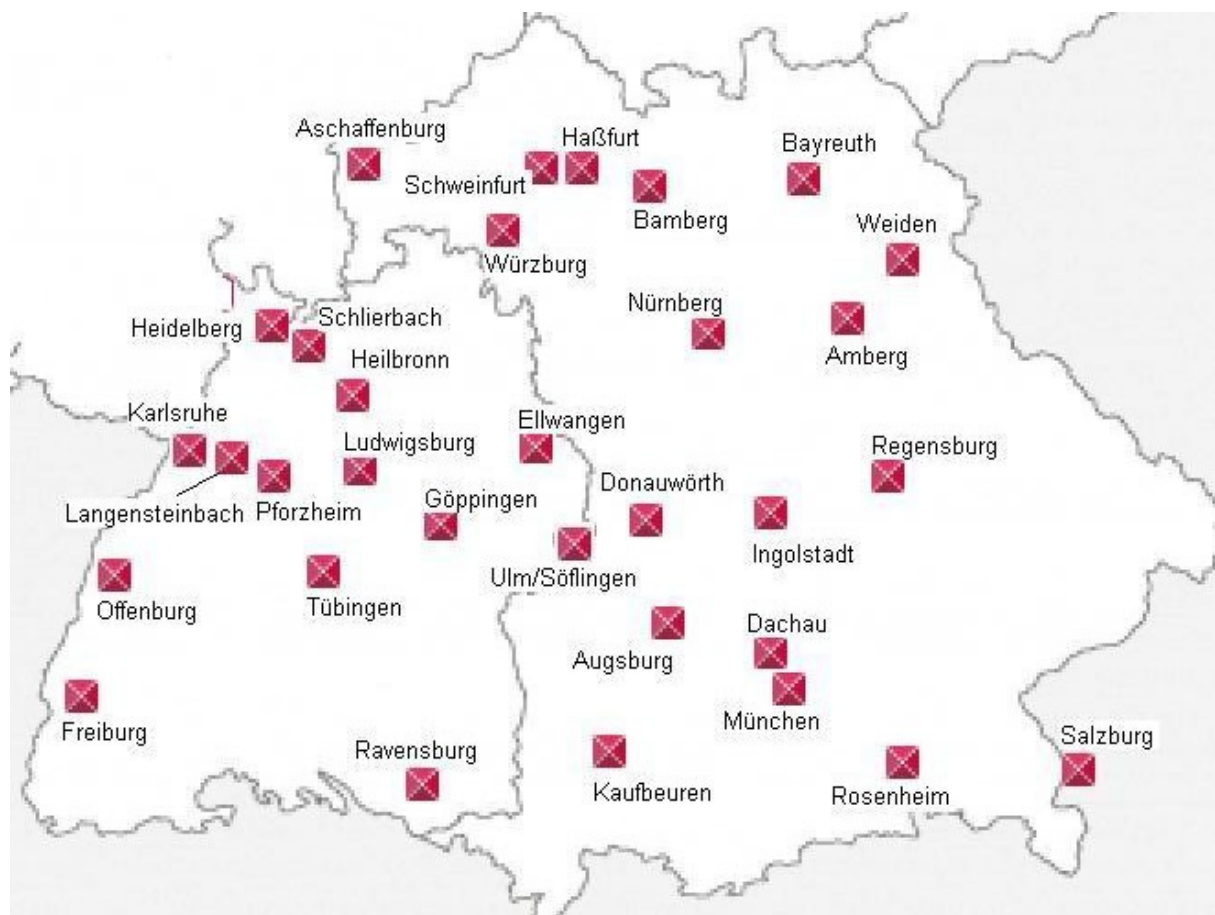 Aschaffenburg
Haßfurt
Bayreuth
Schweinfurt
Bamberg
Weiden
Würzburg
Nürnberg
Schlierbach
Heidelberg
Amberg
Heilbronn
Karlsruhe
Ellwangen
Ludwigsburg
Regensburg
Donauwörth
Göppingen
Langensteinbach
Pforzheim
Ingolstadt
Ulm/Söflingen
Offenburg
Tübingen
Dachau
Augsburg
München
Freiburg
Salzburg
Ravensburg
Kaufbeuren
Rosenheim